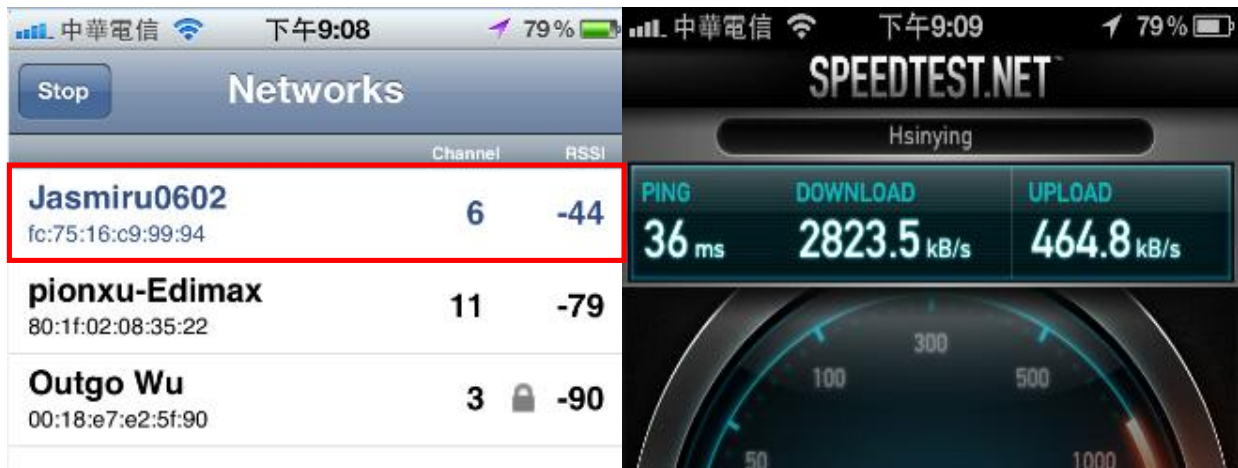 中華電信 下午9:08 79%
Stop Networks
Channel RSSI
Jasmiru0602 6 -44
fc:75:16:c9:99:94
pionxu-Edimax 11 -79
80:1f:02:08:35:22
Outgo Wu 3 -90
00:18:e7:e2:5f:90
中華電信 下午9:09 79%
SPEEDTEST.NET™
Hsinying
PING DOWNLOAD UPLOAD
36 ms 2823.5 kB/s 464.8 kB/s
300
100 500
50 1000